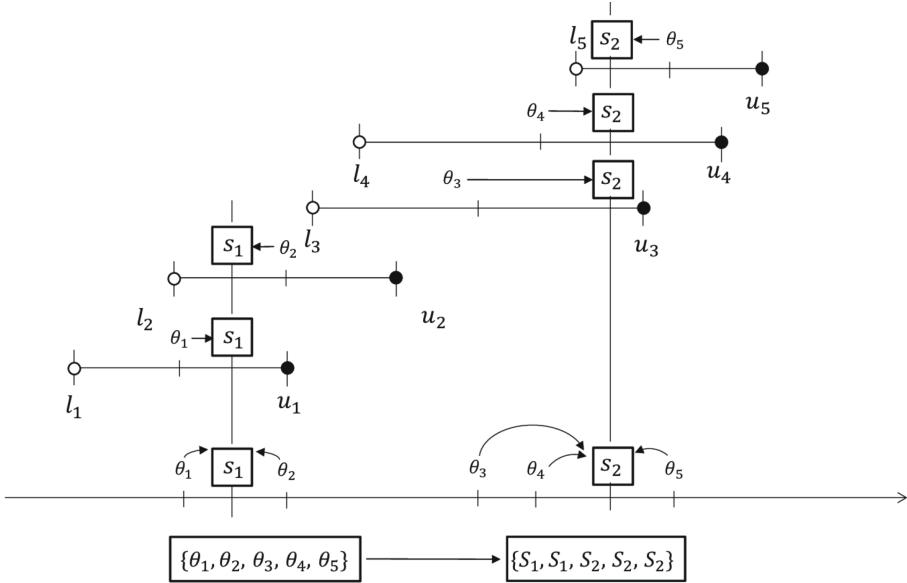 l₅ s₂ θ₅
u₅
θ₄ s₂
l₄ u₄
θ₃ s₂
s₁ θ₂ l₃ u₃
l₂ u₂
θ₁ s₁
l₁ u₁
θ₁ s₁ θ₂ θ₃ θ₄ s₂ θ₅
{θ₁, θ₂, θ₃, θ₄, θ₅} {S₁, S₁, S₂, S₂, S₂}